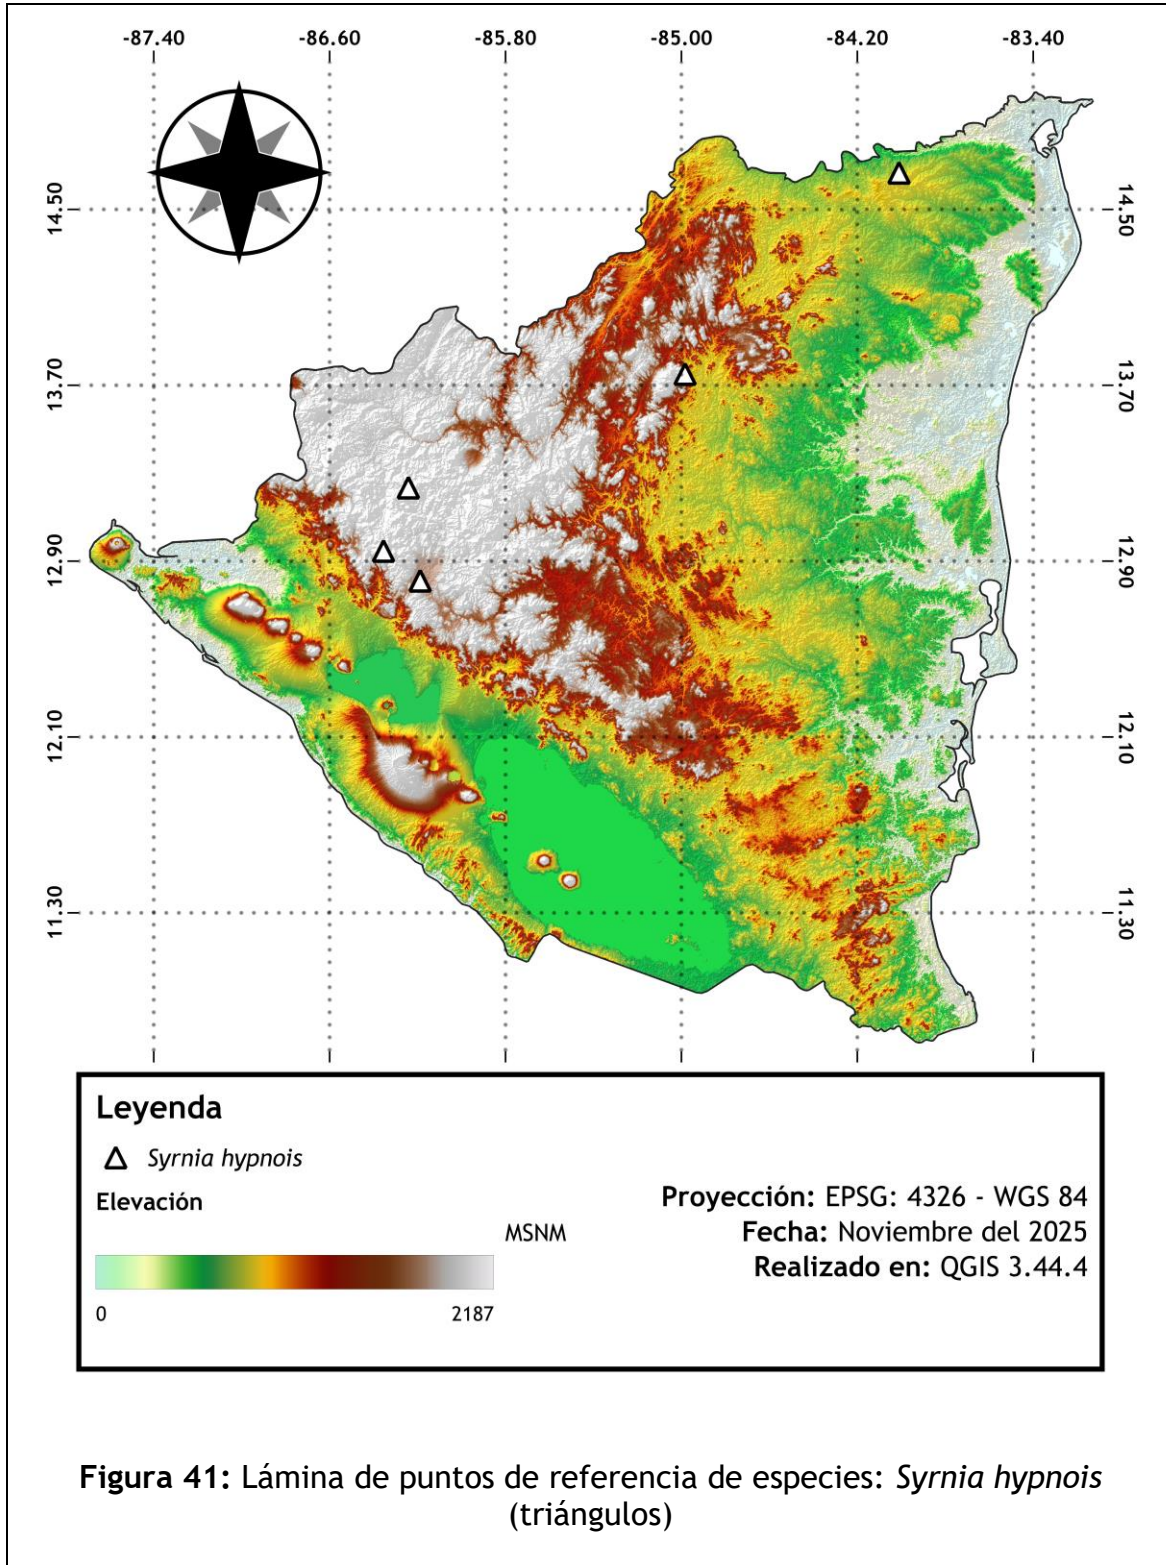 -87.40 -86.60 -85.80 -85.00 -84.20 -83.40
14.50 14.50
13.70 13.70
12.90 12.90
12.10 12.10
11.30 11.30
Leyenda
Syrnia hypnois
Elevación
MSNM
0 2187
Proyección: EPSG: 4326 - WGS 84
Fecha: Noviembre del 2025
Realizado en: QGIS 3.44.4
Figura 41: Lámina de puntos de referencia de especies: Syrnia hypnois
(triángulos)